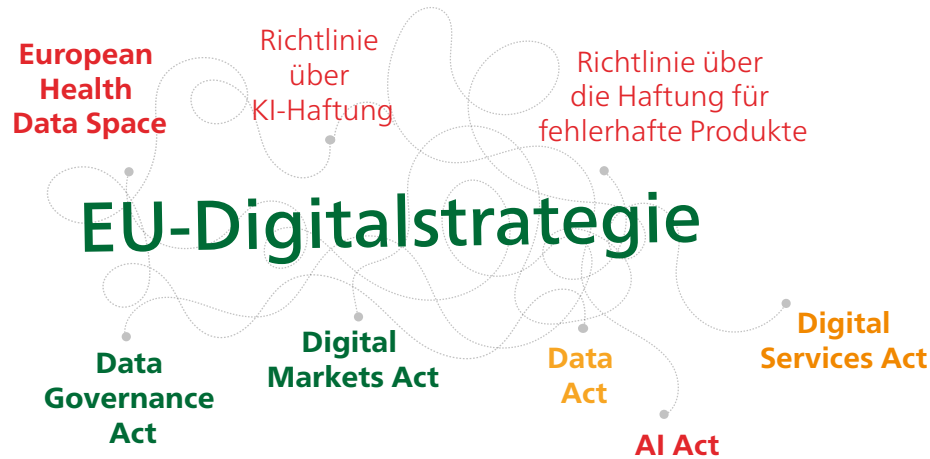 European
Health
Data Space
Richtlinie
über
KI-Haftung
Richtlinie über
die Haftung für
fehlerhafte Produkte
EU-Digitalstrategie
Data
Governance
Act
Digital
Markets Act
Data
Act
AI Act
Digital
Services Act